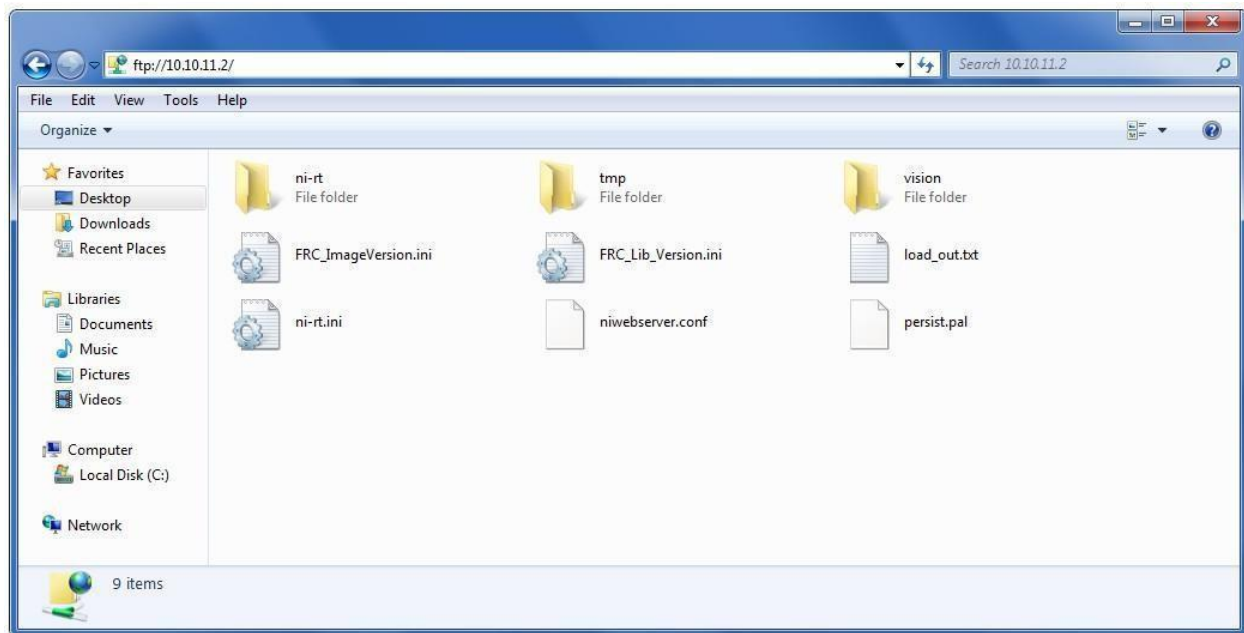 ftp://10.10.11.2/
Search 10.10.11.2
File Edit View Tools Help
Organize
Favorites
Desktop
Downloads
Recent Places
Libraries
Documents
Music
Pictures
Videos
Computer
Local Disk (C:)
Network
ni-rt
File folder
tmp
File folder
vision
File folder
FRC_ImageVersion.ini
FRC_Lib_Version.ini
load_out.txt
ni-rt.ini
niwebserver.conf
persist.pal
9 items